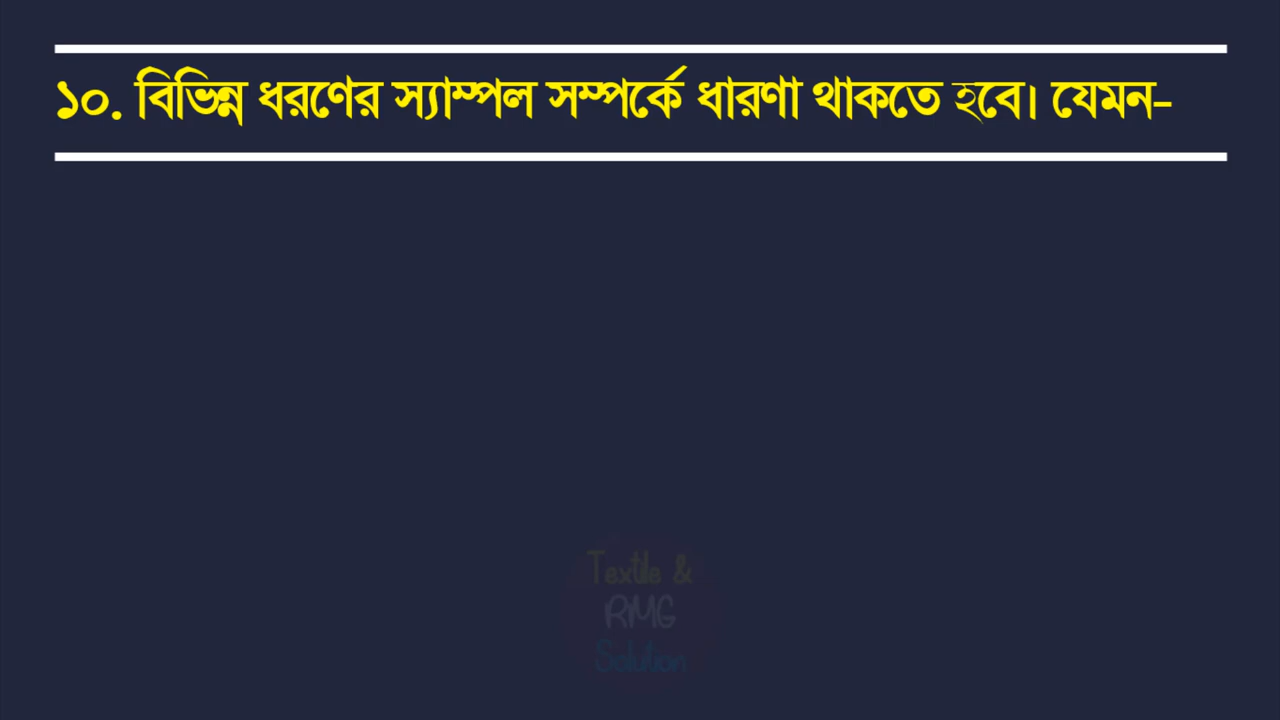 ১০. বিভিন্ন ধরণের স্যাম্পল সম্পর্কে ধারণা থাকতে হবে। যেমন-
Textile &
RMG
Solution